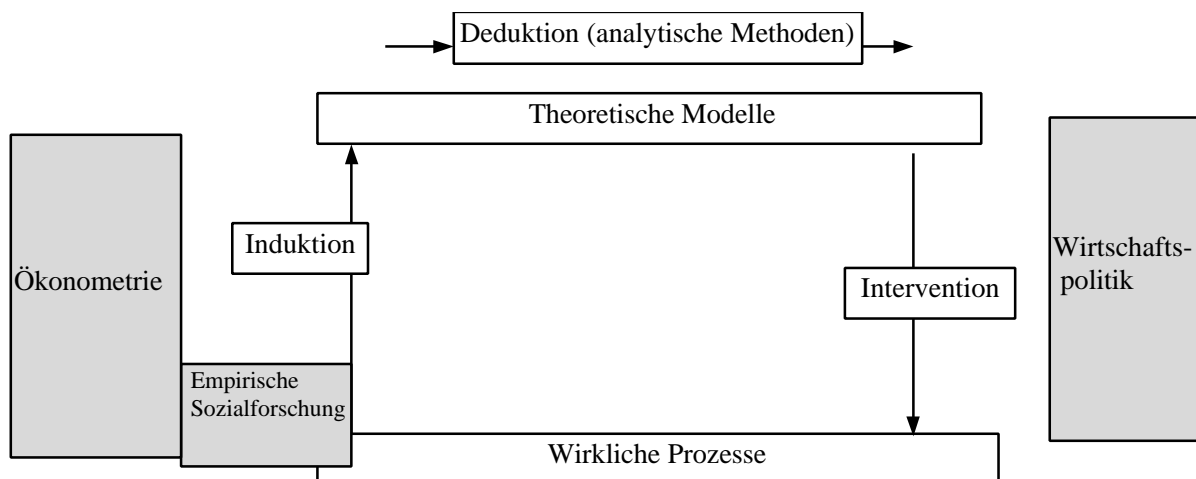 Deduktion (analytische Methoden)
Theoretische Modelle
Induktion
Ökonometrie
Wirtschafts-
politik
Intervention
Empirische
Sozialforschung
Wirkliche Prozesse